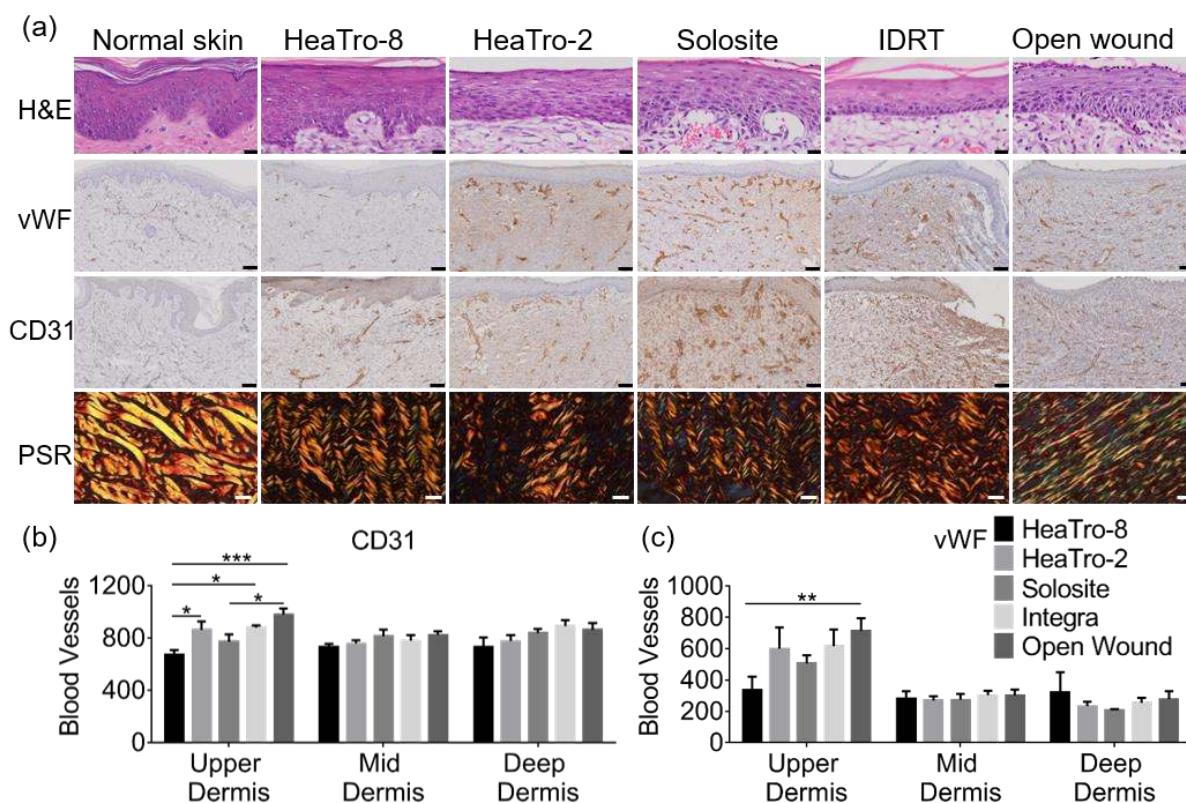 (a)
Normal skin HeaTro-8 HeaTro-2 Solosite IDRT Open wound
H&E
vWF
CD31
PSR
(b) CD31
***
*
* *
Blood Vessels
1200
800
400
0
Upper Dermis
Mid Dermis
Deep Dermis
(c) vWF
**
Blood Vessels
1000
800
600
400
200
0
Upper Dermis
Mid Dermis
Deep Dermis
HeaTro-8
HeaTro-2
Solosite
Integra
Open Wound